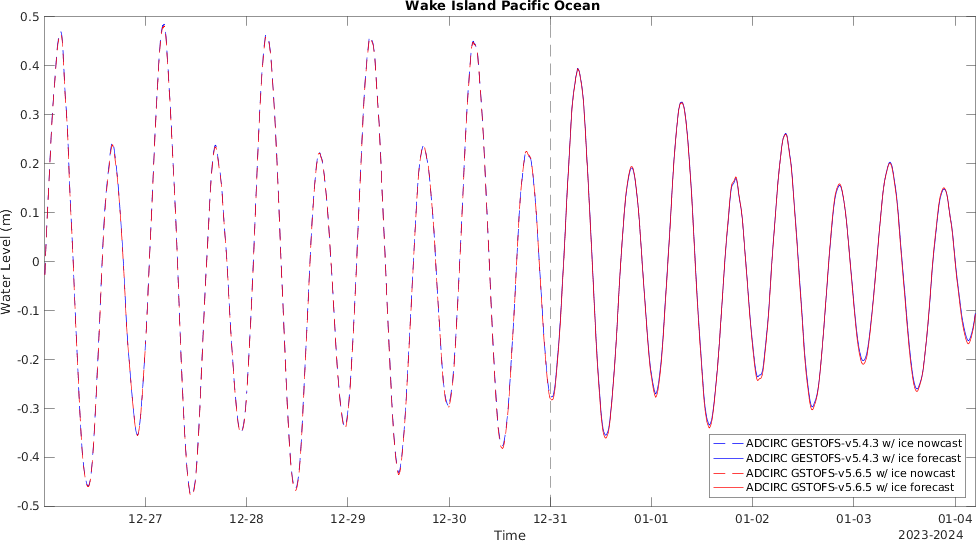 Wake Island Pacific Ocean
0.5
0.4
0.3
0.2
0.1
0
-0.1
-0.2
-0.3
-0.4
-0.5
Water Level (m)
12-27 12-28 12-29 12-30 12-31 01-01 01-02 01-03 01-04
Time
2023-2024
ADCIRC GESTOFS-v5.4.3 w/ ice nowcast
ADCIRC GESTOFS-v5.4.3 w/ ice forecast
ADCIRC GSTOFS-v5.6.5 w/ ice nowcast
ADCIRC GSTOFS-v5.6.5 w/ ice forecast